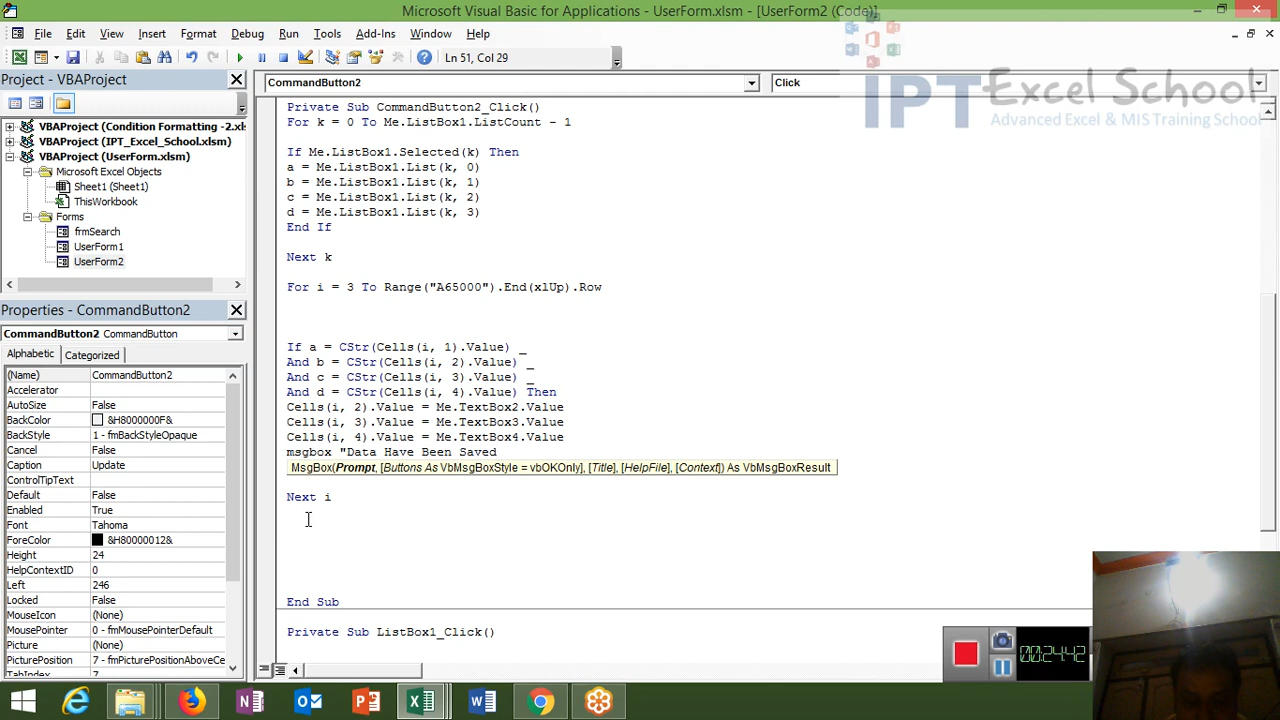 Microsoft Visual Basic for Applications - UserForm.xlsm - [UserForm2 (Code)]
File Edit View Insert Format Debug Run Tools Add-Ins Window Help
Ln 51, Col 29
IPT Excel School
Advanced Excel & MIS Training School
Project - VBAProject
CommandButton2
Click
VBAProject (Condition Formatting -2.xls
VBAProject (IPT_Excel_School.xlsm)
VBAProject (UserForm.xlsm)
Microsoft Excel Objects
Sheet1 (Sheet1)
ThisWorkbook
Forms
frmSearch
UserForm1
UserForm2
Properties - CommandButton2
CommandButton2 CommandButton
Alphabetic Categorized
(Name) CommandButton2
Accelerator
AutoSize False
BackColor &H8000000F&
BackStyle 1 - fmBackStyleOpaque
Cancel False
Caption Update
ControlTipText
Default False
Enabled True
Font Tahoma
ForeColor &H80000012&
Height 24
HelpContextID 0
Left 246
Locked False
MouseIcon (None)
MousePointer 0 - fmMousePointerDefault
Picture (None)
PicturePosition 7 - fmPicturePositionAboveCe
TabIndex 7
Private Sub CommandButton2_Click()
For k = 0 To Me.ListBox1.ListCount - 1
If Me.ListBox1.Selected(k) Then
a = Me.ListBox1.List(k, 0)
b = Me.ListBox1.List(k, 1)
c = Me.ListBox1.List(k, 2)
d = Me.ListBox1.List(k, 3)
End If
Next k
For i = 3 To Range("A65000").End(xlUp).Row
If a = CStr(Cells(i, 1).Value) _
And b = CStr(Cells(i, 2).Value) _
And c = CStr(Cells(i, 3).Value) _
And d = CStr(Cells(i, 4).Value) Then
Cells(i, 2).Value = Me.TextBox2.Value
Cells(i, 3).Value = Me.TextBox3.Value
Cells(i, 4).Value = Me.TextBox4.Value
msgbox "Data Have Been Saved
MsgBox(Prompt, [Buttons As VbMsgBoxStyle = vbOKOnly], [Title], [HelpFile], [Context]) As VbMsgBoxResult
Next i
End Sub
Private Sub ListBox1_Click()
00:24:42